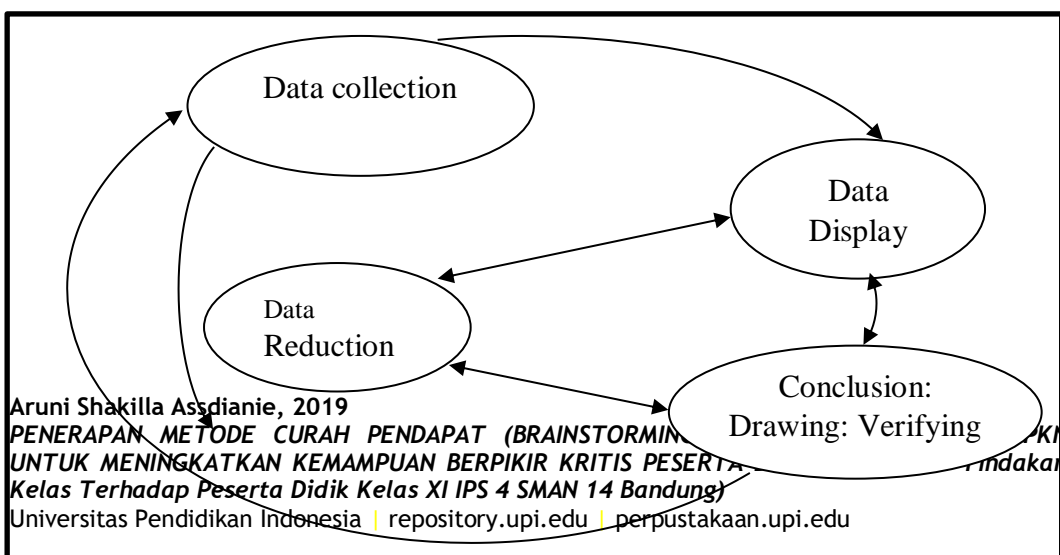 Data collection
Data
Display
Data
Reduction
Conclusion:
Drawing: Verifying
Aruni Shakilla Assdianie, 2019
PENERAPAN METODE CURAH PENDAPAT (BRAINSTORMING
UNTUK MENINGKATKAN KEMAMPUAN BERPIKIR KRITIS PESERTA
Kelas Terhadap Peserta Didik Kelas XI IPS 4 SMAN 14 Bandung)
Universitas Pendidikan Indonesia | repository.upi.edu | perpustakaan.upi.edu